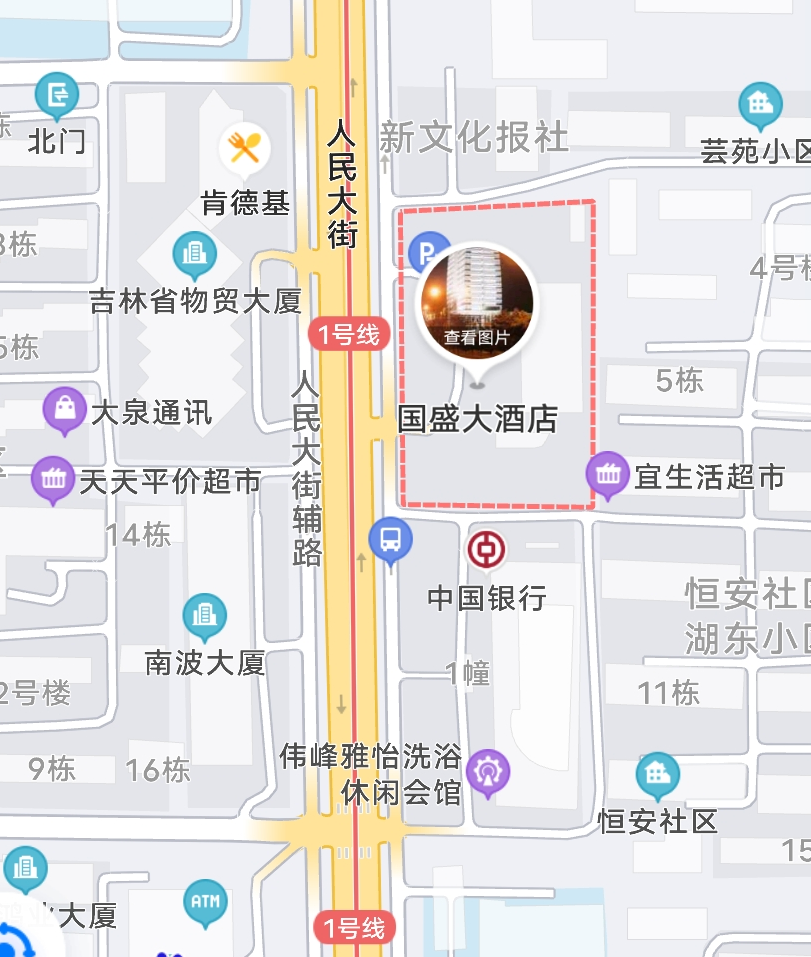 北门
新文化报社
芸苑小区
肯德基
人民大街
P
吉林省物贸大厦
查看图片
1号线
5栋
大泉通讯
人民大街辅路
国盛大酒店
天天平价超市
宜生活超市
14栋
中国银行
恒安社区
湖东小区
南波大厦
1幢
11栋
2号楼
9栋
16栋
伟峰雅怡洗浴
休闲会馆
恒安社区
大厦
ATM
1号线